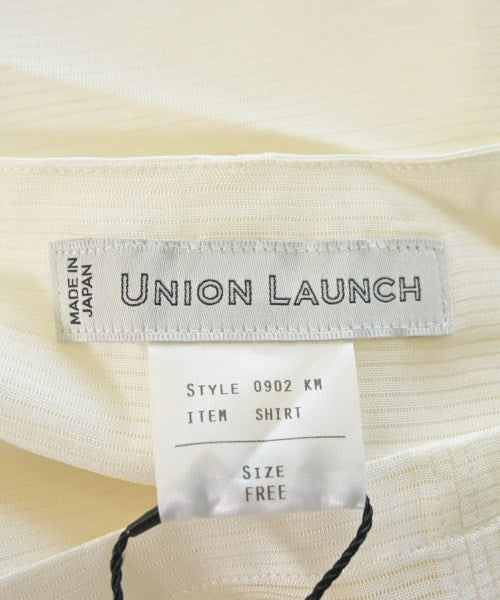 MADE IN
JAPAN
UNION LAUNCH
STYLE 0902 KM
ITEM SHIRT
SIZE
FREE